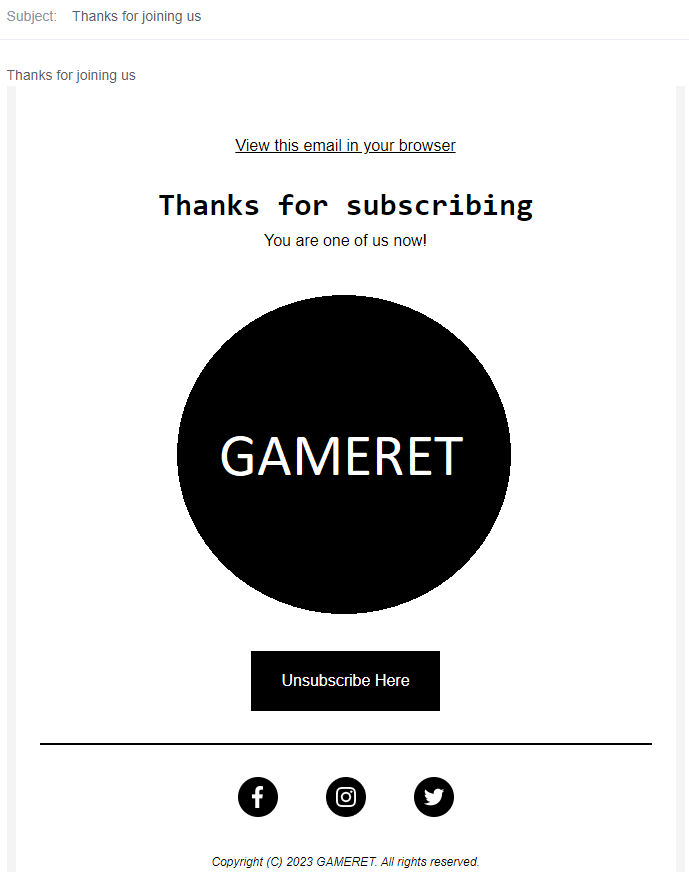 Subject: Thanks for joining us
Thanks for joining us
View this email in your browser
Thanks for subscribing
You are one of us now!
GAMERET
Unsubscribe Here
Copyright (C) 2023 GAMERET. All rights reserved.